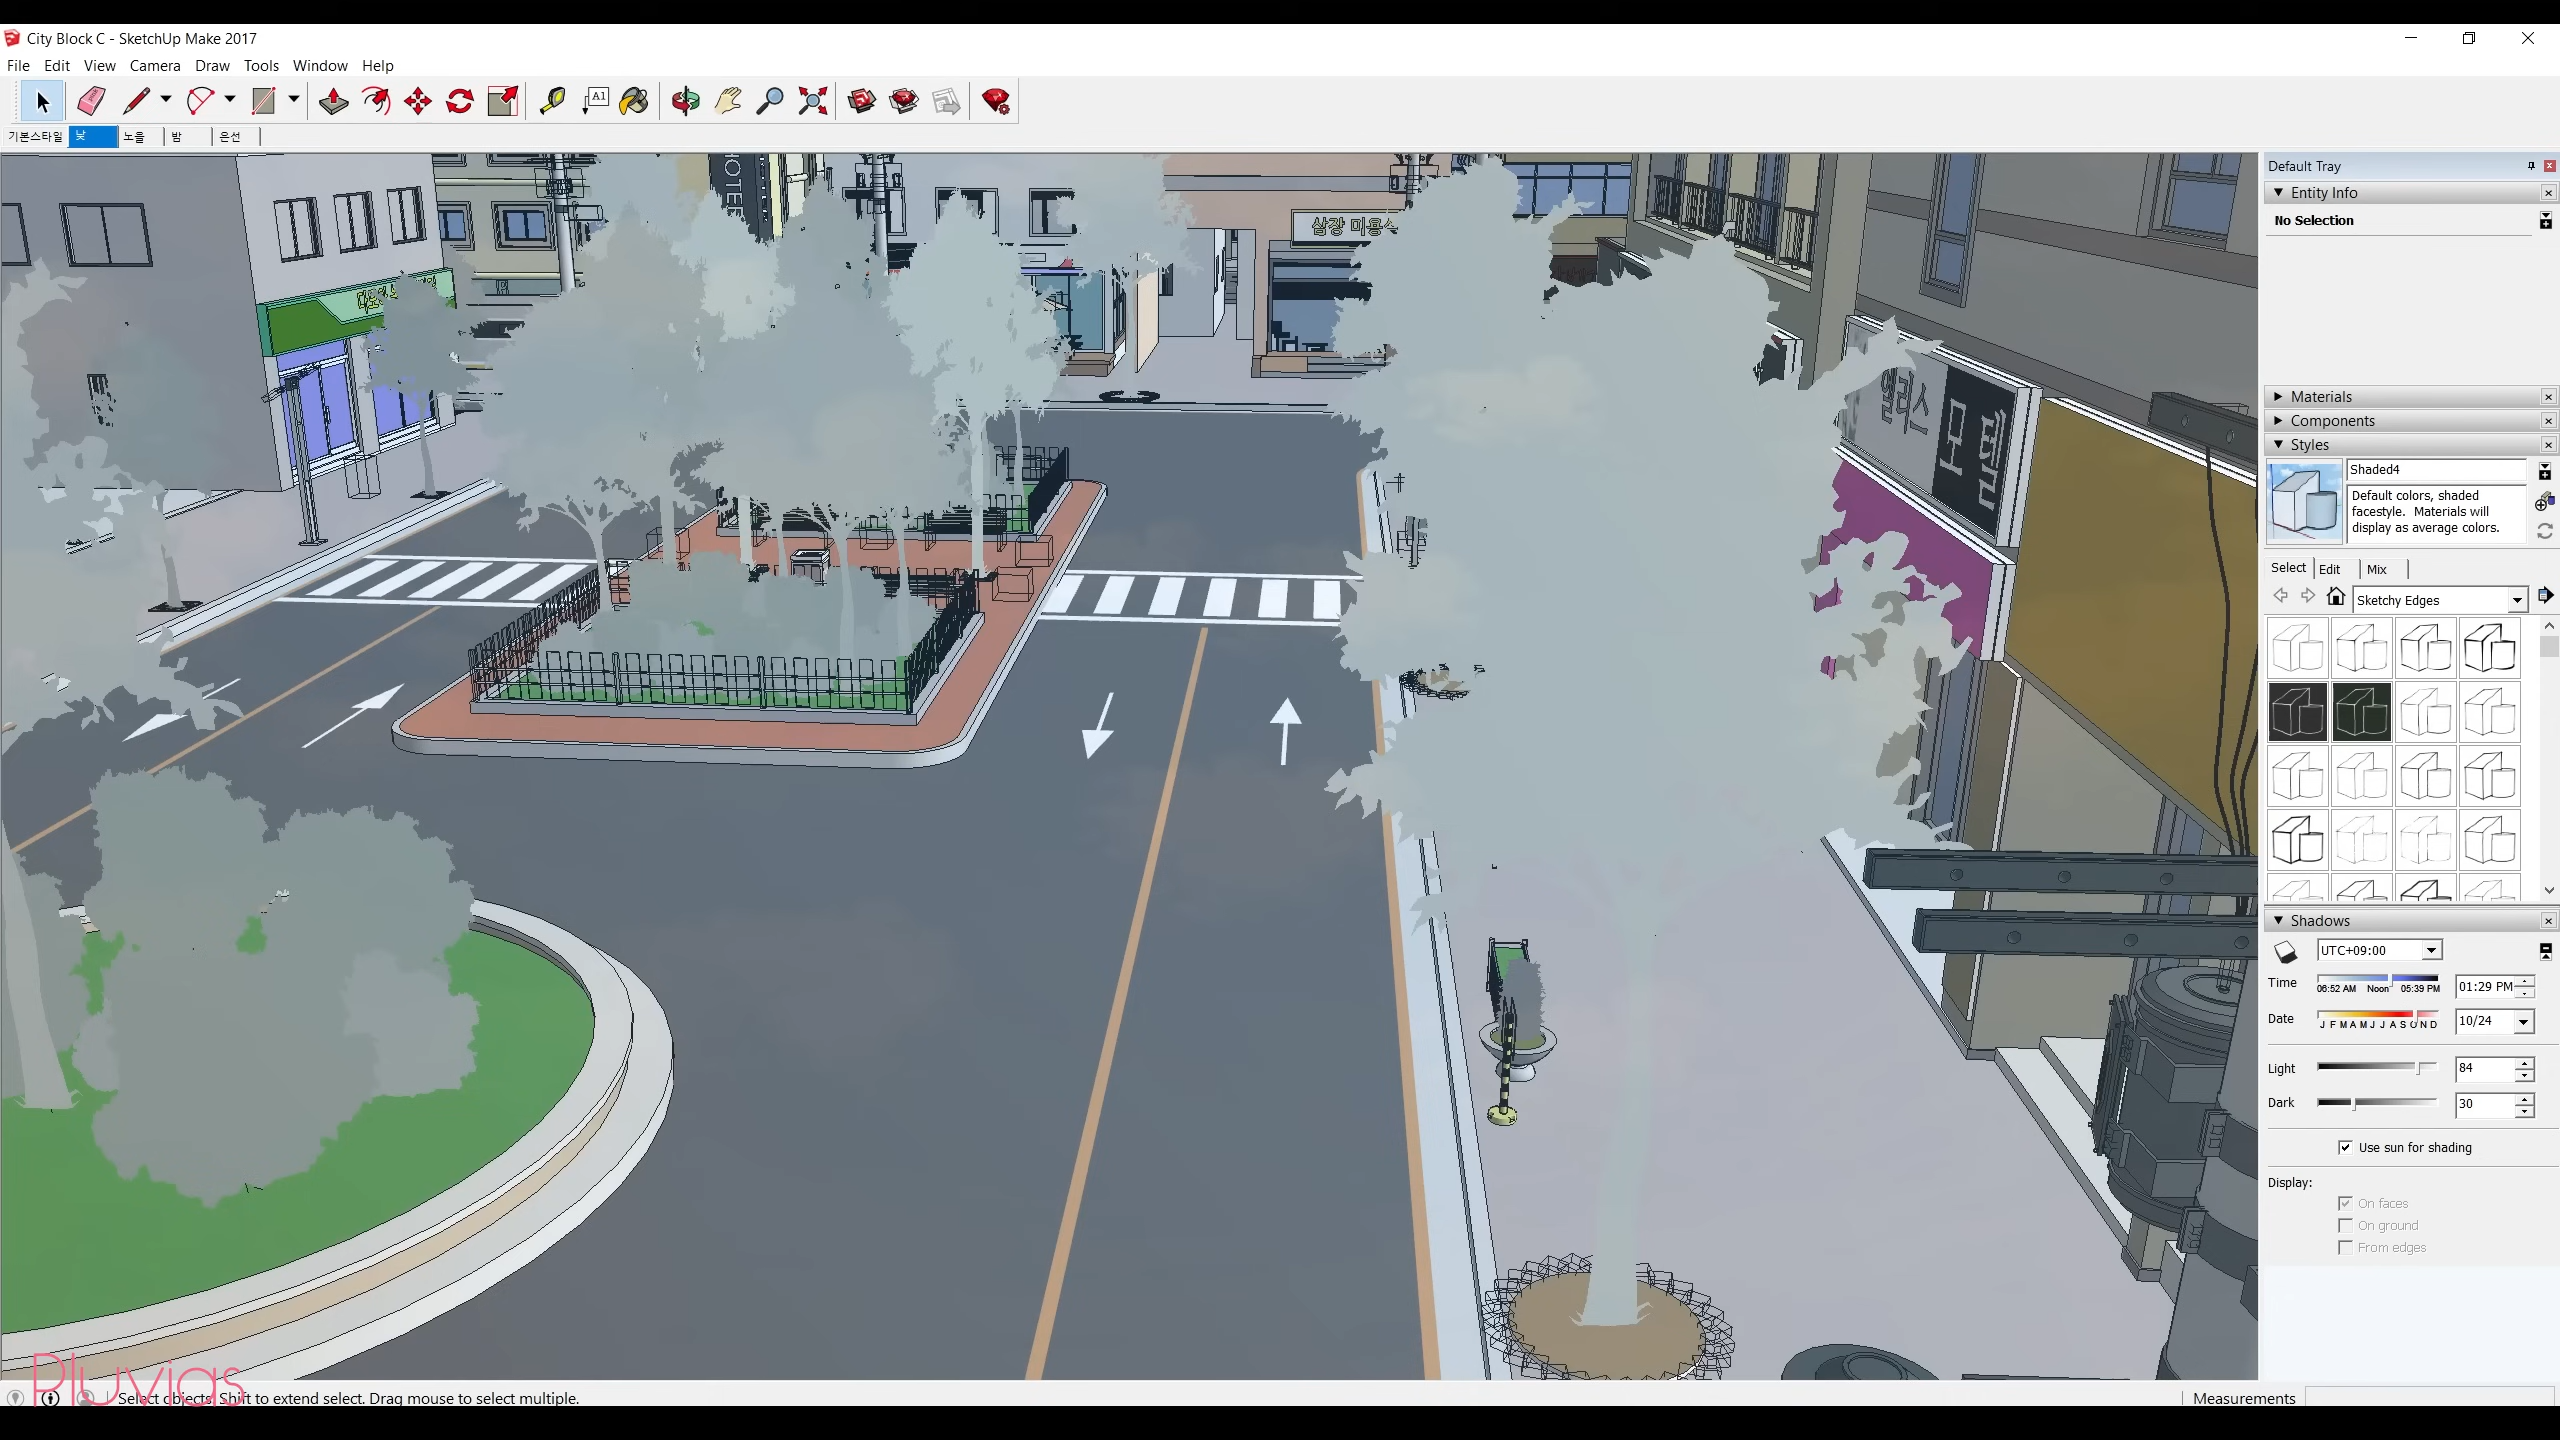 City Block C - SketchUp Make 2017
File Edit View Camera Draw Tools Window Help
A1
기본스타일 낮 노을 밤 은선
Default Tray
Entity Info
No Selection
Materials
Components
Styles
Shaded4
Default colors, shaded
facestyle. Materials will
display as average colors.
Select Edit Mix
Sketchy Edges
Shadows
UTC+09:00
Time 06:52 AM Noon 05:39 PM 01:29 PM
Date J F M A M J J A S O N D 10/24
Light 84
Dark 30
Use sun for shading
Display:
On faces
On ground
From edges
HOTEL
삼장 미용
모텔
Pluvias
Select objects. Shift to extend select. Drag mouse to select multiple.
Measurements